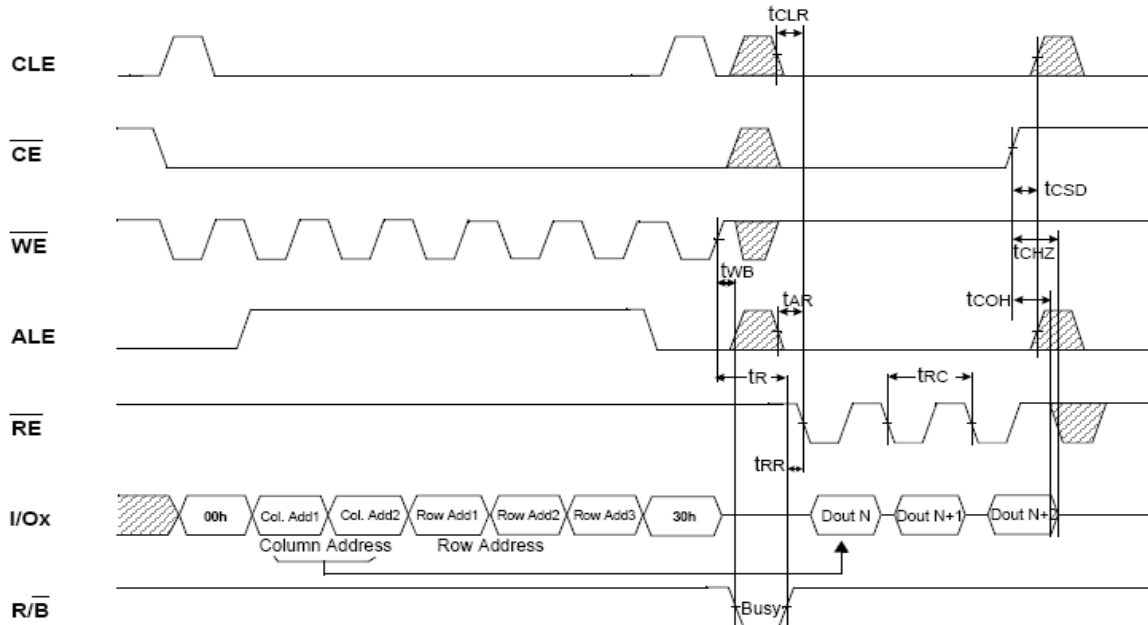 tCLR
CLE
CE
tCSD
WE
tCHZ
tWB
tCOH
tAR
ALE
tR
tRC
RE
tRR
I/Ox
00h Col. Add1 Col. Add2 Row Add1 Row Add2 Row Add3 30h Dout N Dout N+1 Dout N+2
Column Address Row Address
R/B
Busy